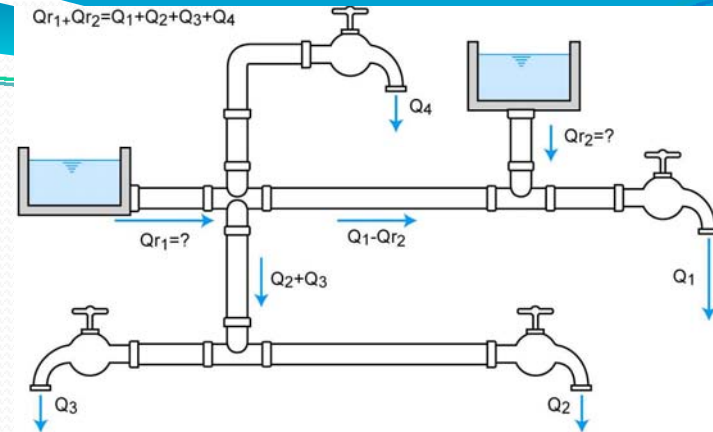 Qr1+Qr2=Q1+Q2+Q3+Q4
Q4
Qr2=?
Qr1=?
Q1-Qr2
Q1
Q2+Q3
Q3
Q2